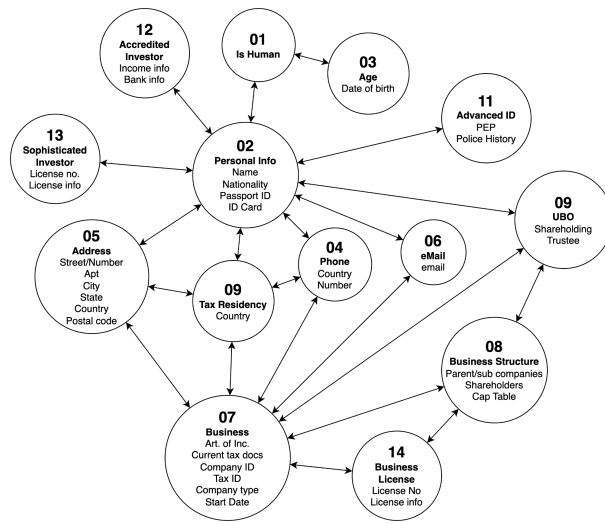 12
Accredited
Investor
Income info
Bank info
01
Is Human
03
Age
Date of birth
11
Advanced ID
PEP
Police History
13
Sophisticated
Investor
License no.
License info
02
Personal Info
Name
Nationality
Passport ID
ID Card
09
UBO
Shareholding
Trustee
05
Address
Street/Number
Apt
City
State
Country
Postal code
09
Tax Residency
Country
04
Phone
Country
Number
06
eMail
email
08
Business Structure
Parent/sub companies
Shareholders
Cap Table
07
Business
Art. of Inc.
Current tax docs
Company ID
Tax ID
Company type
Start Date
14
Business
License
License No
License info